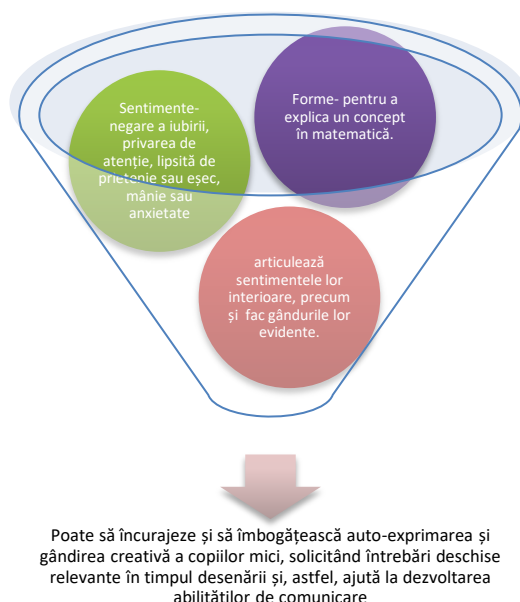 Sentimente-
negare a iubirii,
privarea de
atenție, lipsită de
prietenie sau eșec,
mânie sau
anxietate
Forme- pentru a
explica un concept
în matematică.
articulează
sentimentele lor
interioare, precum
și fac gândurile lor
evidente.
Poate să încurajeze și să îmbogățească auto-exprimarea și
gândirea creativă a copiilor mici, solicitând întrebări deschise
relevante în timpul desenării și, astfel, ajută la dezvoltarea
abilităților de comunicare